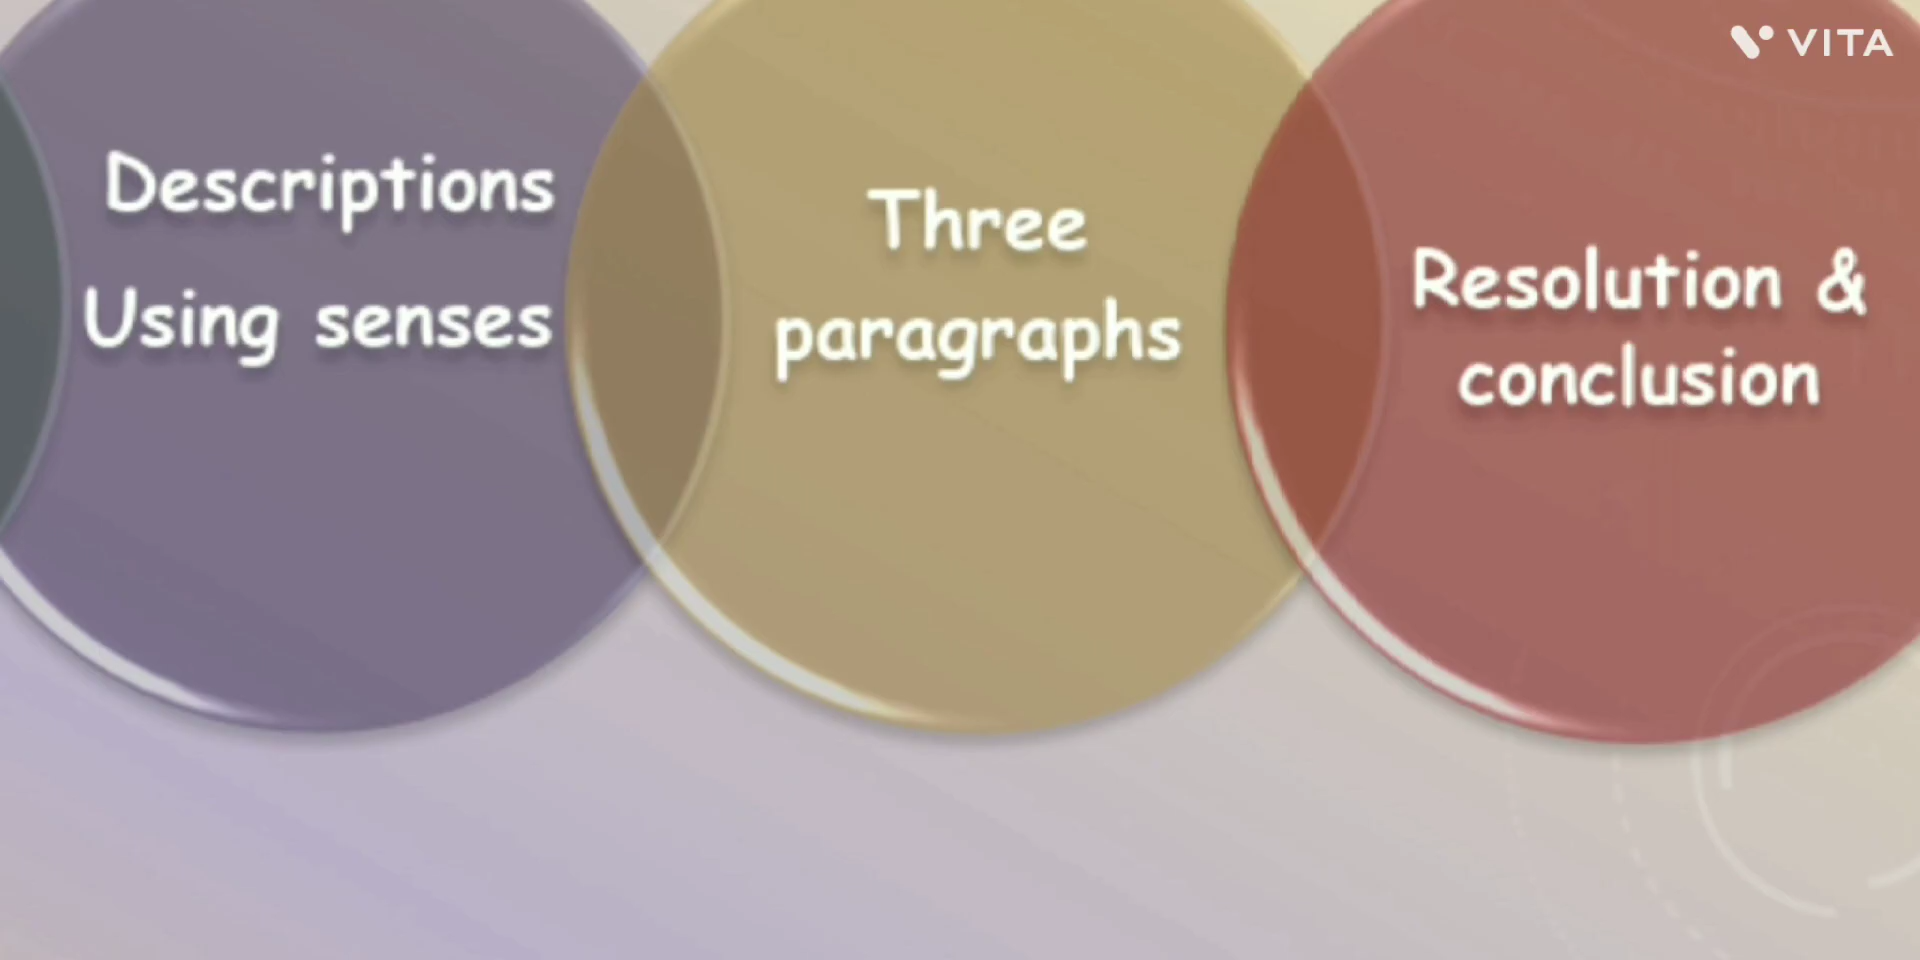 VITA
Descriptions
Using senses
Three
paragraphs
Resolution &
conclusion